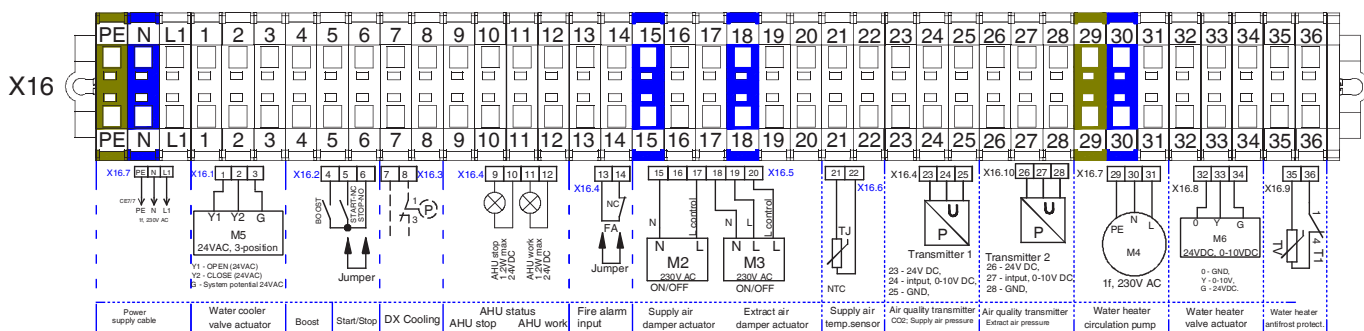 PE N L1 1 2 3 4 5 6 7 8 9 10 11 12 13 14 15 16 17 18 19 20 21 22 23 24 25 26 27 28 29 30 31 32 33 34 35 36
X16
PE N L1 1 2 3 4 5 6 7 8 9 10 11 12 13 14 15 16 17 18 19 20 21 22 23 24 25 26 27 28 29 30 31 32 33 34 35 36
X16.7 PE N L1
CE7/7
PE N L1
1f, 230V AC
Power
supply cable
X16.1 1 2 3
Y1 Y2 G
M5
24VAC, 3-position
Y1 - OPEN (24VAC)
Y2 - CLOSE (24VAC)
G - System potential 24VAC
Water cooler
valve actuator
X16.2 4 5 6
BOOST
START-NC
STOP-NO
Jumper
Boost
Start/Stop
7 8 X16.3
1
3
P
DX Cooling
X16.4 9 10 11 12
AHU stop
1.2W max
24VDC
AHU work
1.2W max
24VDC
AHU status
AHU stop AHU work
13 14
X16.4
NC
FA
Jumper
Fire alarm
input
15 16 17 18 19 20 X16.5
N L control
M2
230V AC
ON/OFF
N L L control
M3
230V AC
ON/OFF
Supply air
damper actuator
Extract air
damper actuator
21 22
X16.6
TJ
NTC
Supply air
temp.sensor
X16.4
23 24 25
U
P
Transmitter 1
23 - 24V DC,
24 - intput, 0-10V DC,
25 - GND,
Air quality transmitter
CO2; Supply air pressure
X16.10
26 27 28
U
P
Transmitter 2
26 - 24V DC,
27 - intput, 0-10V DC,
28 - GND,
Air quality transmitter
Extract air pressure
X16.7
29 30 31
PE N L
M4
1f, 230V AC
Water heater
circulation pump
32 33 34
X16.8
0 Y G
M6
24VDC, 0-10VDC
0 - GND,
Y - 0-10V,
G - 24VDC.
Water heater
valve actuator
35 36
X16.9
TV
1
4
T1
Water heater
antifrost protect.